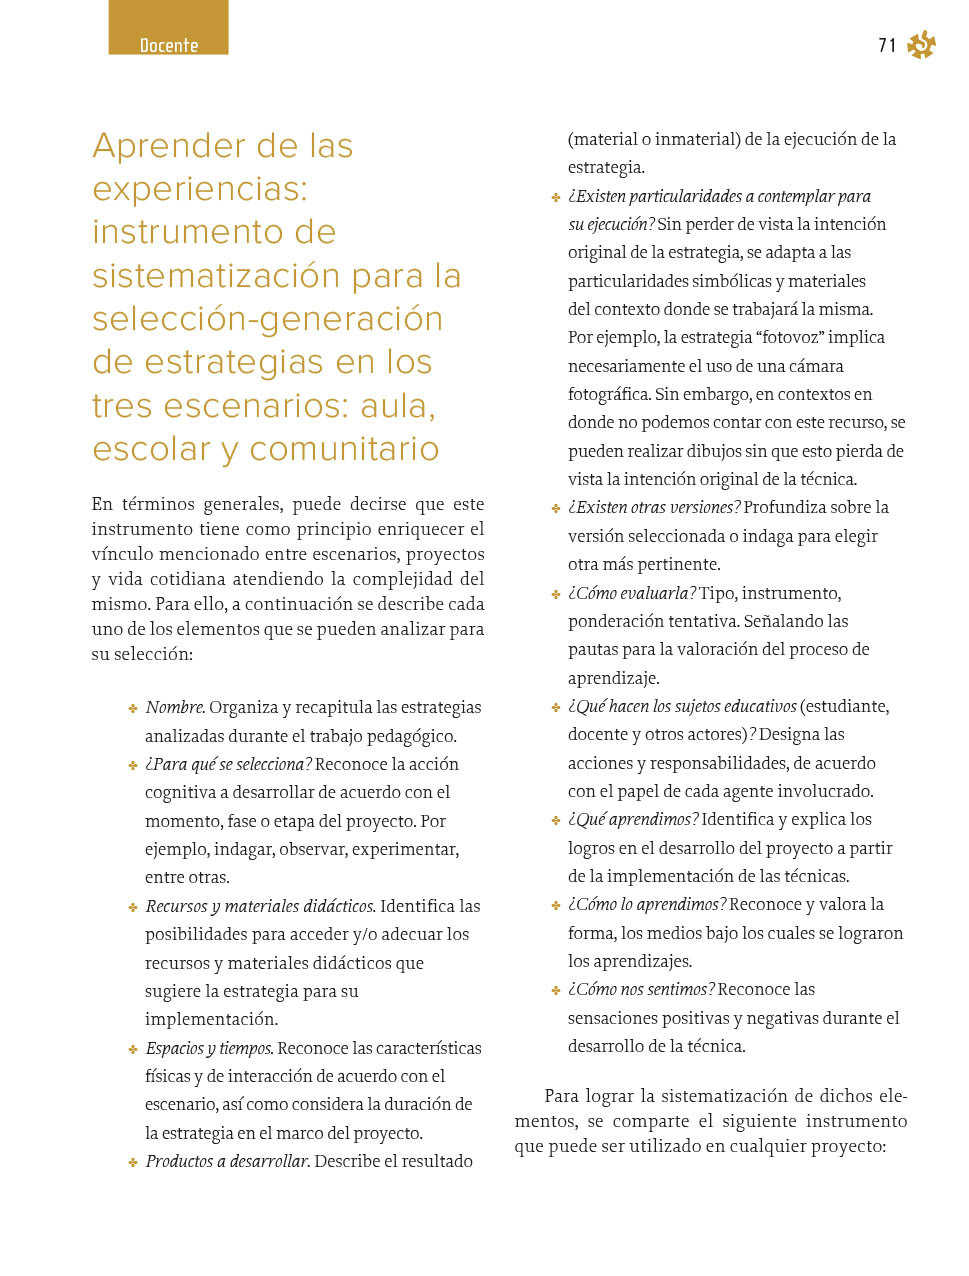 Docente
71
Aprender de las
experiencias:
instrumento de
sistematización para la
selección-generación
de estrategias en los
tres escenarios: aula,
escolar y comunitario
En términos generales, puede decirse que este
instrumento tiene como principio enriquecer el
vínculo mencionado entre escenarios, proyectos
y vida cotidiana atendiendo la complejidad del
mismo. Para ello, a continuación se describe cada
uno de los elementos que se pueden analizar para
su selección:
Nombre. Organiza y recapitula las estrategias
analizadas durante el trabajo pedagógico.
¿Para qué se selecciona? Reconoce la acción
cognitiva a desarrollar de acuerdo con el
momento, fase o etapa del proyecto. Por
ejemplo, indagar, observar, experimentar,
entre otras.
Recursos y materiales didácticos. Identifica las
posibilidades para acceder y/o adecuar los
recursos y materiales didácticos que
sugiere la estrategia para su
implementación.
Espacios y tiempos. Reconoce las características
físicas y de interacción de acuerdo con el
escenario, así como considera la duración de
la estrategia en el marco del proyecto.
Productos a desarrollar. Describe el resultado
(material o inmaterial) de la ejecución de la
estrategia.
¿Existen particularidades a contemplar para
su ejecución? Sin perder de vista la intención
original de la estrategia, se adapta a las
particularidades simbólicas y materiales
del contexto donde se trabajará la misma.
Por ejemplo, la estrategia “fotovoz” implica
necesariamente el uso de una cámara
fotográfica. Sin embargo, en contextos en
donde no podemos contar con este recurso, se
pueden realizar dibujos sin que esto pierda de
vista la intención original de la técnica.
¿Existen otras versiones? Profundiza sobre la
versión seleccionada o indaga para elegir
otra más pertinente.
¿Cómo evaluarla? Tipo, instrumento,
ponderación tentativa. Señalando las
pautas para la valoración del proceso de
aprendizaje.
¿Qué hacen los sujetos educativos (estudiante,
docente y otros actores)? Designa las
acciones y responsabilidades, de acuerdo
con el papel de cada agente involucrado.
¿Qué aprendimos? Identifica y explica los
logros en el desarrollo del proyecto a partir
de la implementación de las técnicas.
¿Cómo lo aprendimos? Reconoce y valora la
forma, los medios bajo los cuales se lograron
los aprendizajes.
¿Cómo nos sentimos? Reconoce las
sensaciones positivas y negativas durante el
desarrollo de la técnica.
Para lograr la sistematización de dichos ele-
mentos, se comparte el siguiente instrumento
que puede ser utilizado en cualquier proyecto: